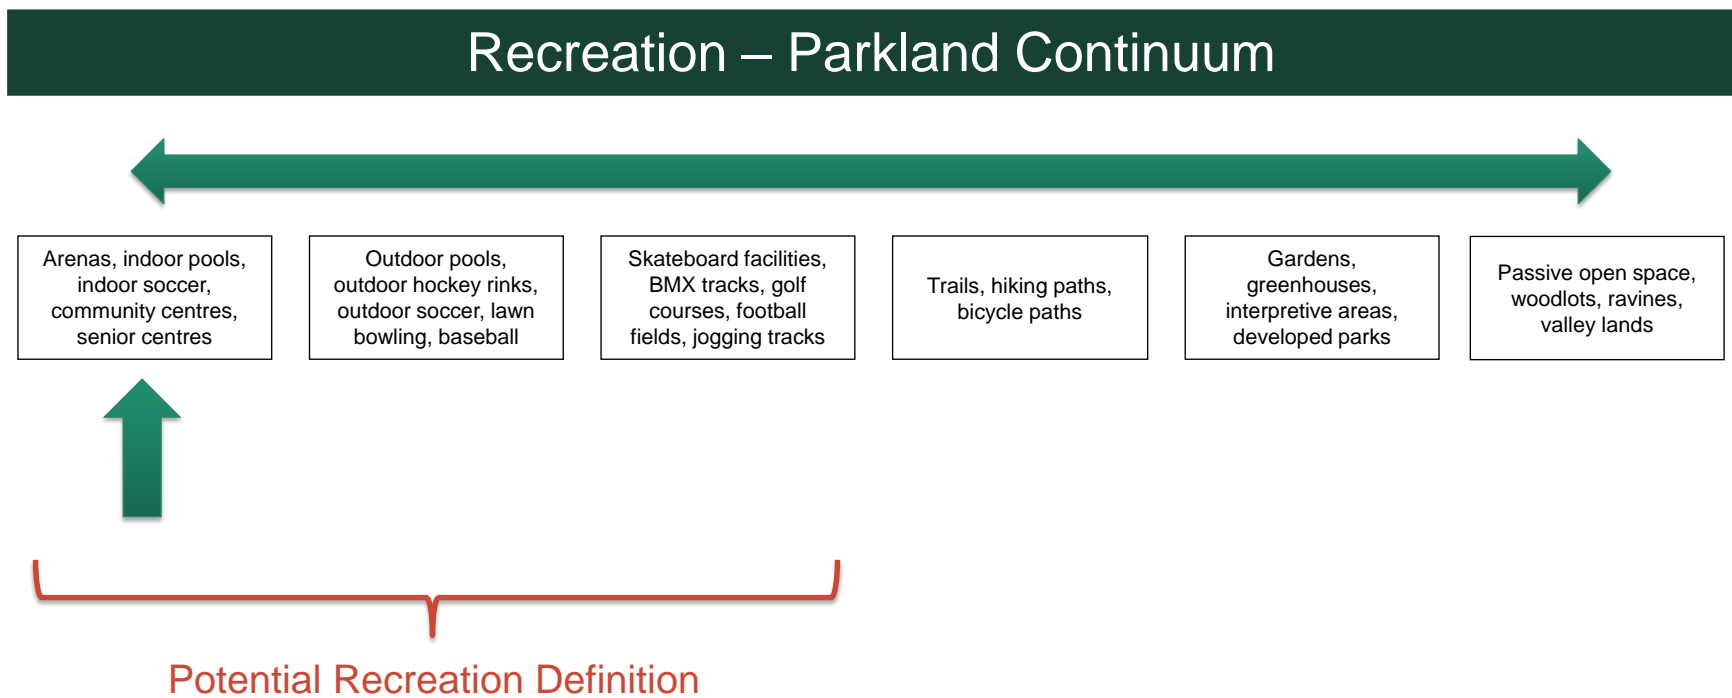 Recreation – Parkland Continuum
Arenas, indoor pools,
indoor soccer,
community centres,
senior centres
Outdoor pools,
outdoor hockey rinks,
outdoor soccer, lawn
bowling, baseball
Skateboard facilities,
BMX tracks, golf
courses, football
fields, jogging tracks
Trails, hiking paths,
bicycle paths
Gardens,
greenhouses,
interpretive areas,
developed parks
Passive open space,
woodlots, ravines,
valley lands
Potential Recreation Definition